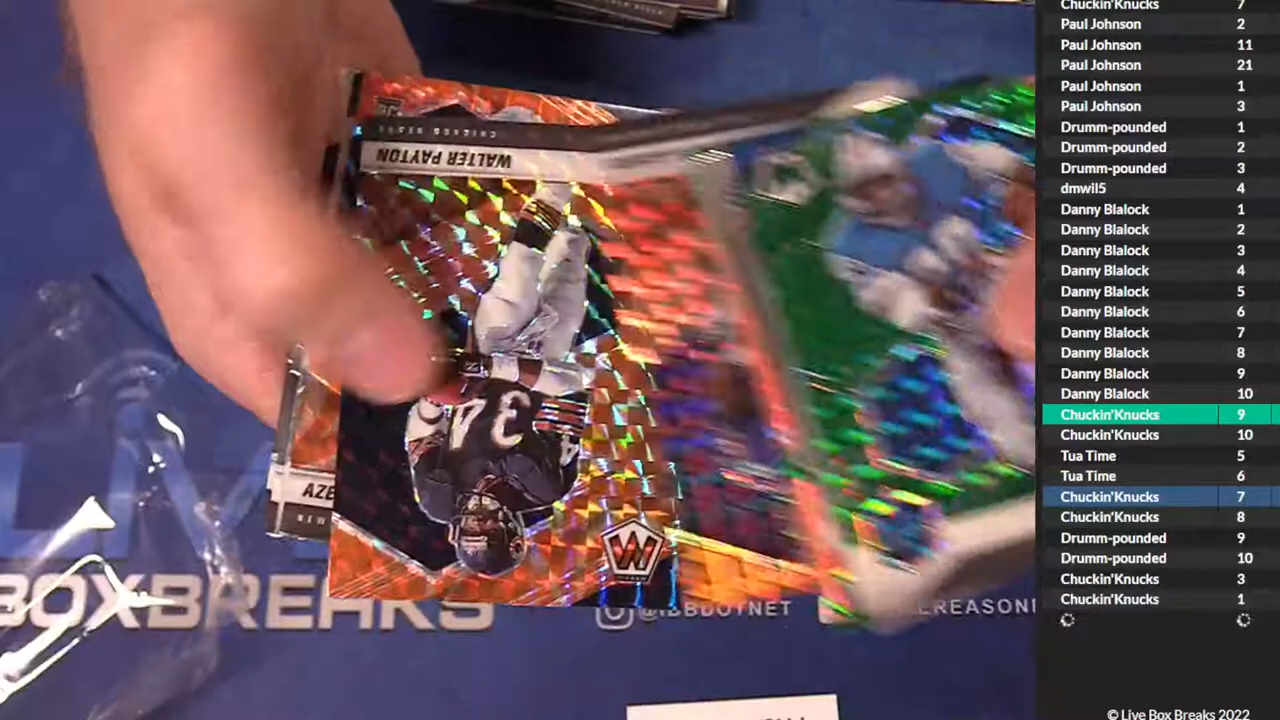 CHICAGO BEARS
WALTER PAYTON
34
AZE
BOXBREAKS
@LBBDOTNET
Chuckin'Knucks 7
Paul Johnson 2
Paul Johnson 11
Paul Johnson 21
Paul Johnson 1
Paul Johnson 3
Drumm-pounded 1
Drumm-pounded 2
Drumm-pounded 3
dmwil5 4
Danny Blalock 1
Danny Blalock 2
Danny Blalock 3
Danny Blalock 4
Danny Blalock 5
Danny Blalock 6
Danny Blalock 7
Danny Blalock 8
Danny Blalock 9
Danny Blalock 10
Chuckin'Knucks 9
Chuckin'Knucks 10
Tua Time 5
Tua Time 6
Chuckin'Knucks 7
Chuckin'Knucks 8
Drumm-pounded 9
Drumm-pounded 10
Chuckin'Knucks 3
Chuckin'Knucks 1
© Live Box Breaks 2022